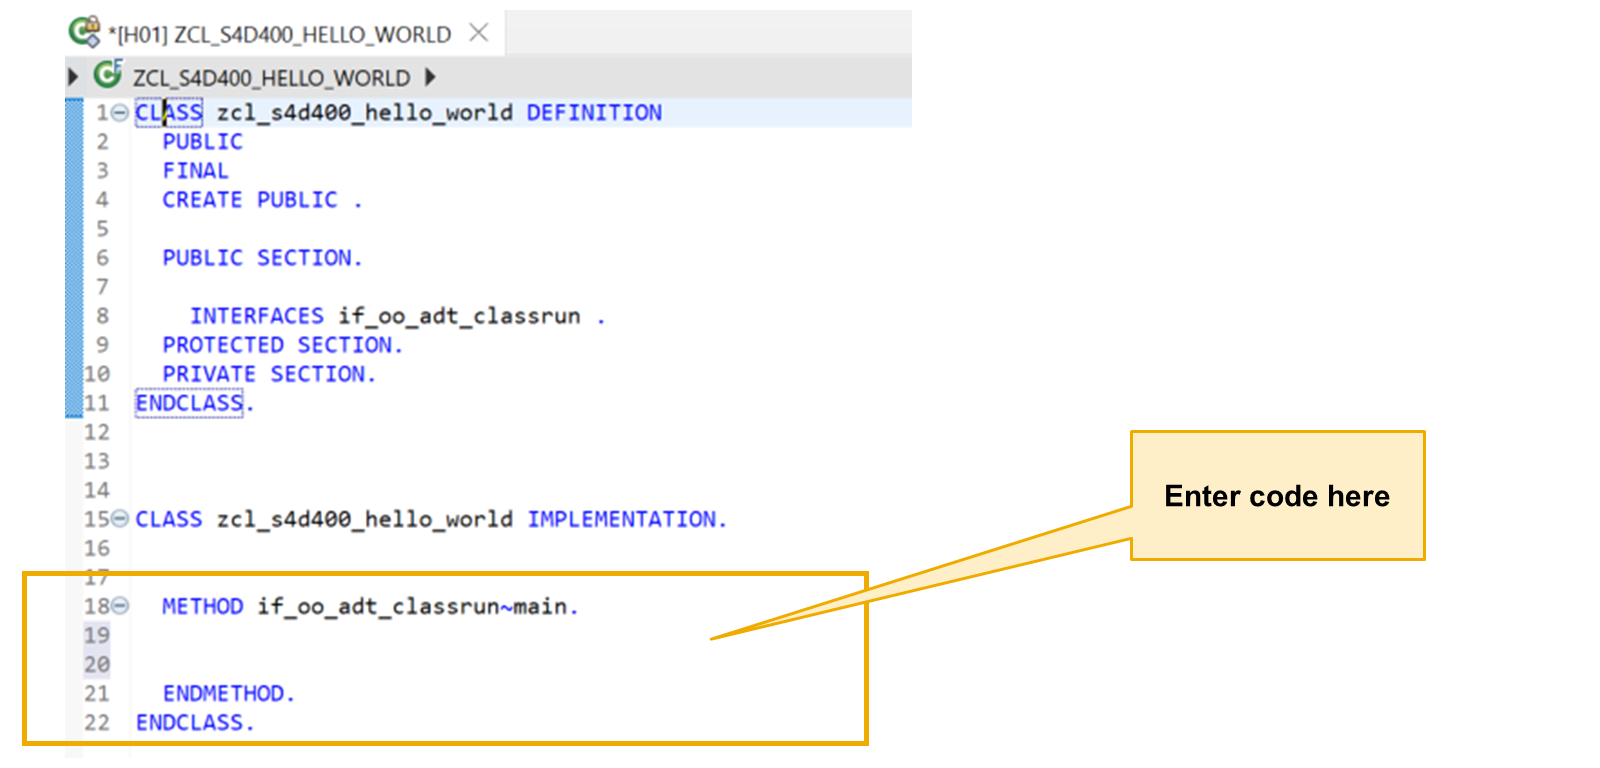 *[H01] ZCL_S4D400_HELLO_WORLD
ZCL_S4D400_HELLO_WORLD
1 CLASS zcl_s4d400_hello_world DEFINITION
2 PUBLIC
3 FINAL
4 CREATE PUBLIC .
5
6 PUBLIC SECTION.
7
8 INTERFACES if_oo_adt_classrun .
9 PROTECTED SECTION.
10 PRIVATE SECTION.
11 ENDCLASS.
12
13
14
15 CLASS zcl_s4d400_hello_world IMPLEMENTATION.
16
17
18 METHOD if_oo_adt_classrun~main.
19
20
21 ENDMETHOD.
22 ENDCLASS.
Enter code here